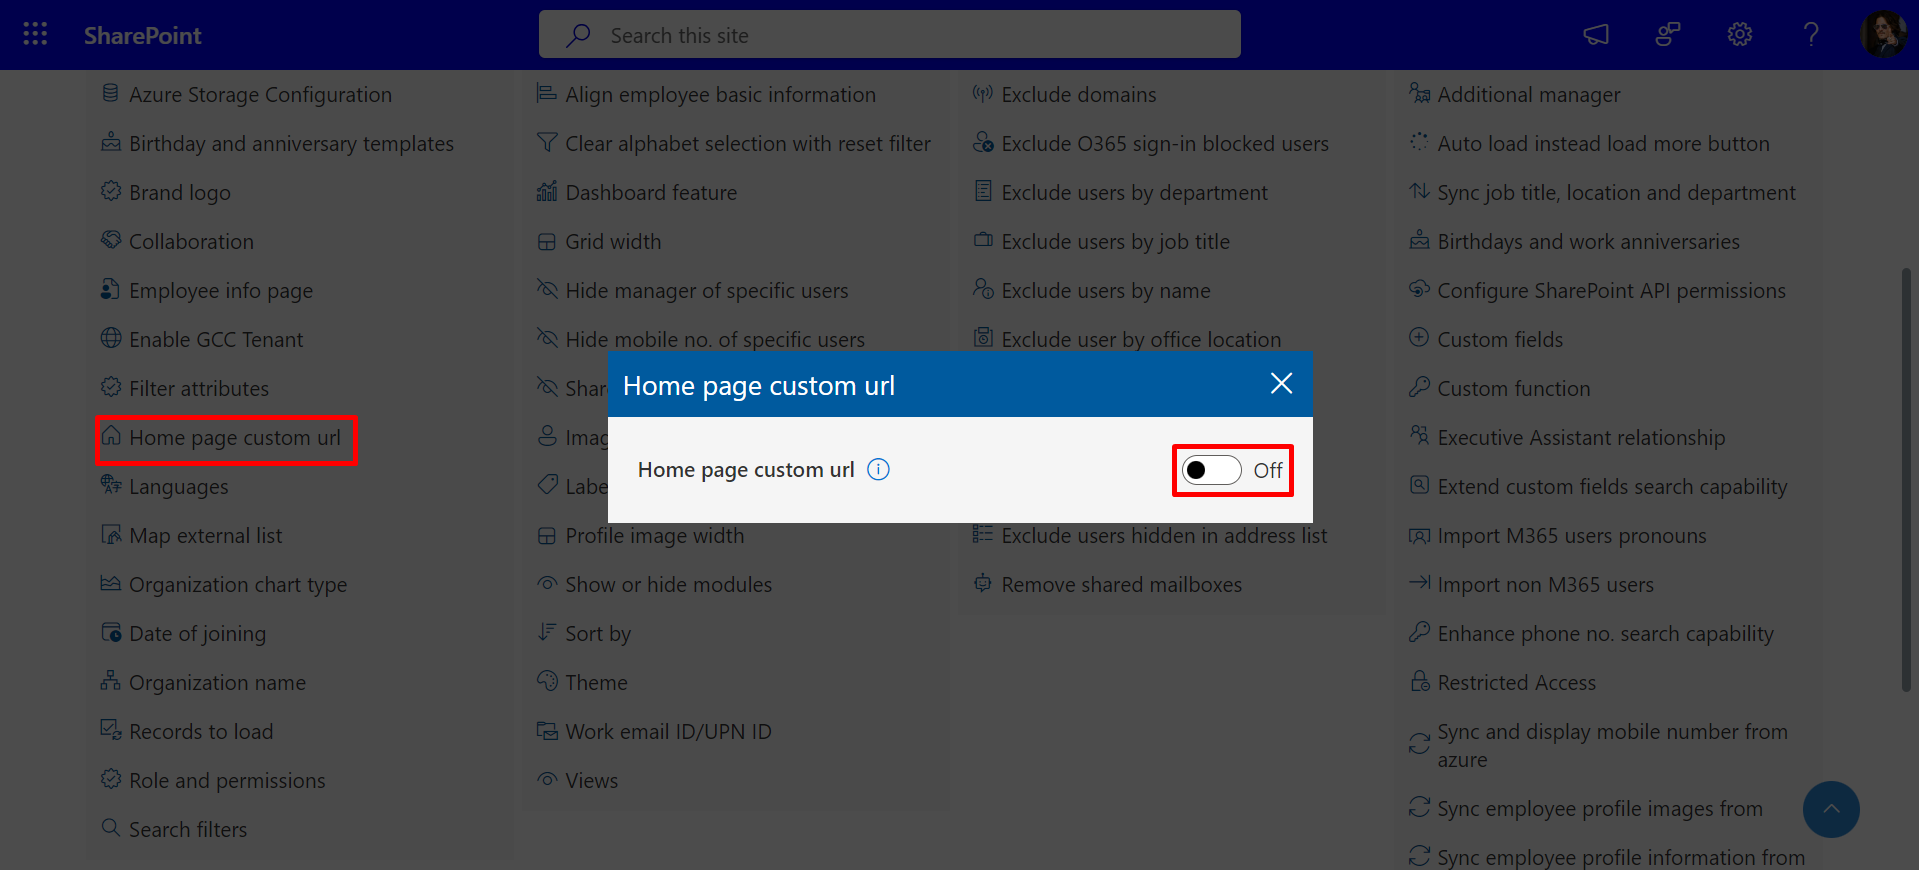 SharePoint
Search this site
Azure Storage Configuration
Birthday and anniversary templates
Brand logo
Collaboration
Employee info page
Enable GCC Tenant
Filter attributes
Home page custom url
Languages
Map external list
Organization chart type
Date of joining
Organization name
Records to load
Role and permissions
Search filters
Align employee basic information
Clear alphabet selection with reset filter
Dashboard feature
Grid width
Hide manager of specific users
Hide mobile no. of specific users
Profile image width
Show or hide modules
Sort by
Theme
Work email ID/UPN ID
Views
Exclude domains
Exclude O365 sign-in blocked users
Exclude users by department
Exclude users by job title
Exclude users by name
Exclude user by office location
Exclude users hidden in address list
Remove shared mailboxes
Additional manager
Auto load instead load more button
Sync job title, location and department
Birthdays and work anniversaries
Configure SharePoint API permissions
Custom fields
Custom function
Executive Assistant relationship
Extend custom fields search capability
Import M365 users pronouns
Import non M365 users
Enhance phone no. search capability
Restricted Access
Sync and display mobile number from
azure
Sync employee profile images from
Sync employee profile information from
Home page custom url
Home page custom url
Off